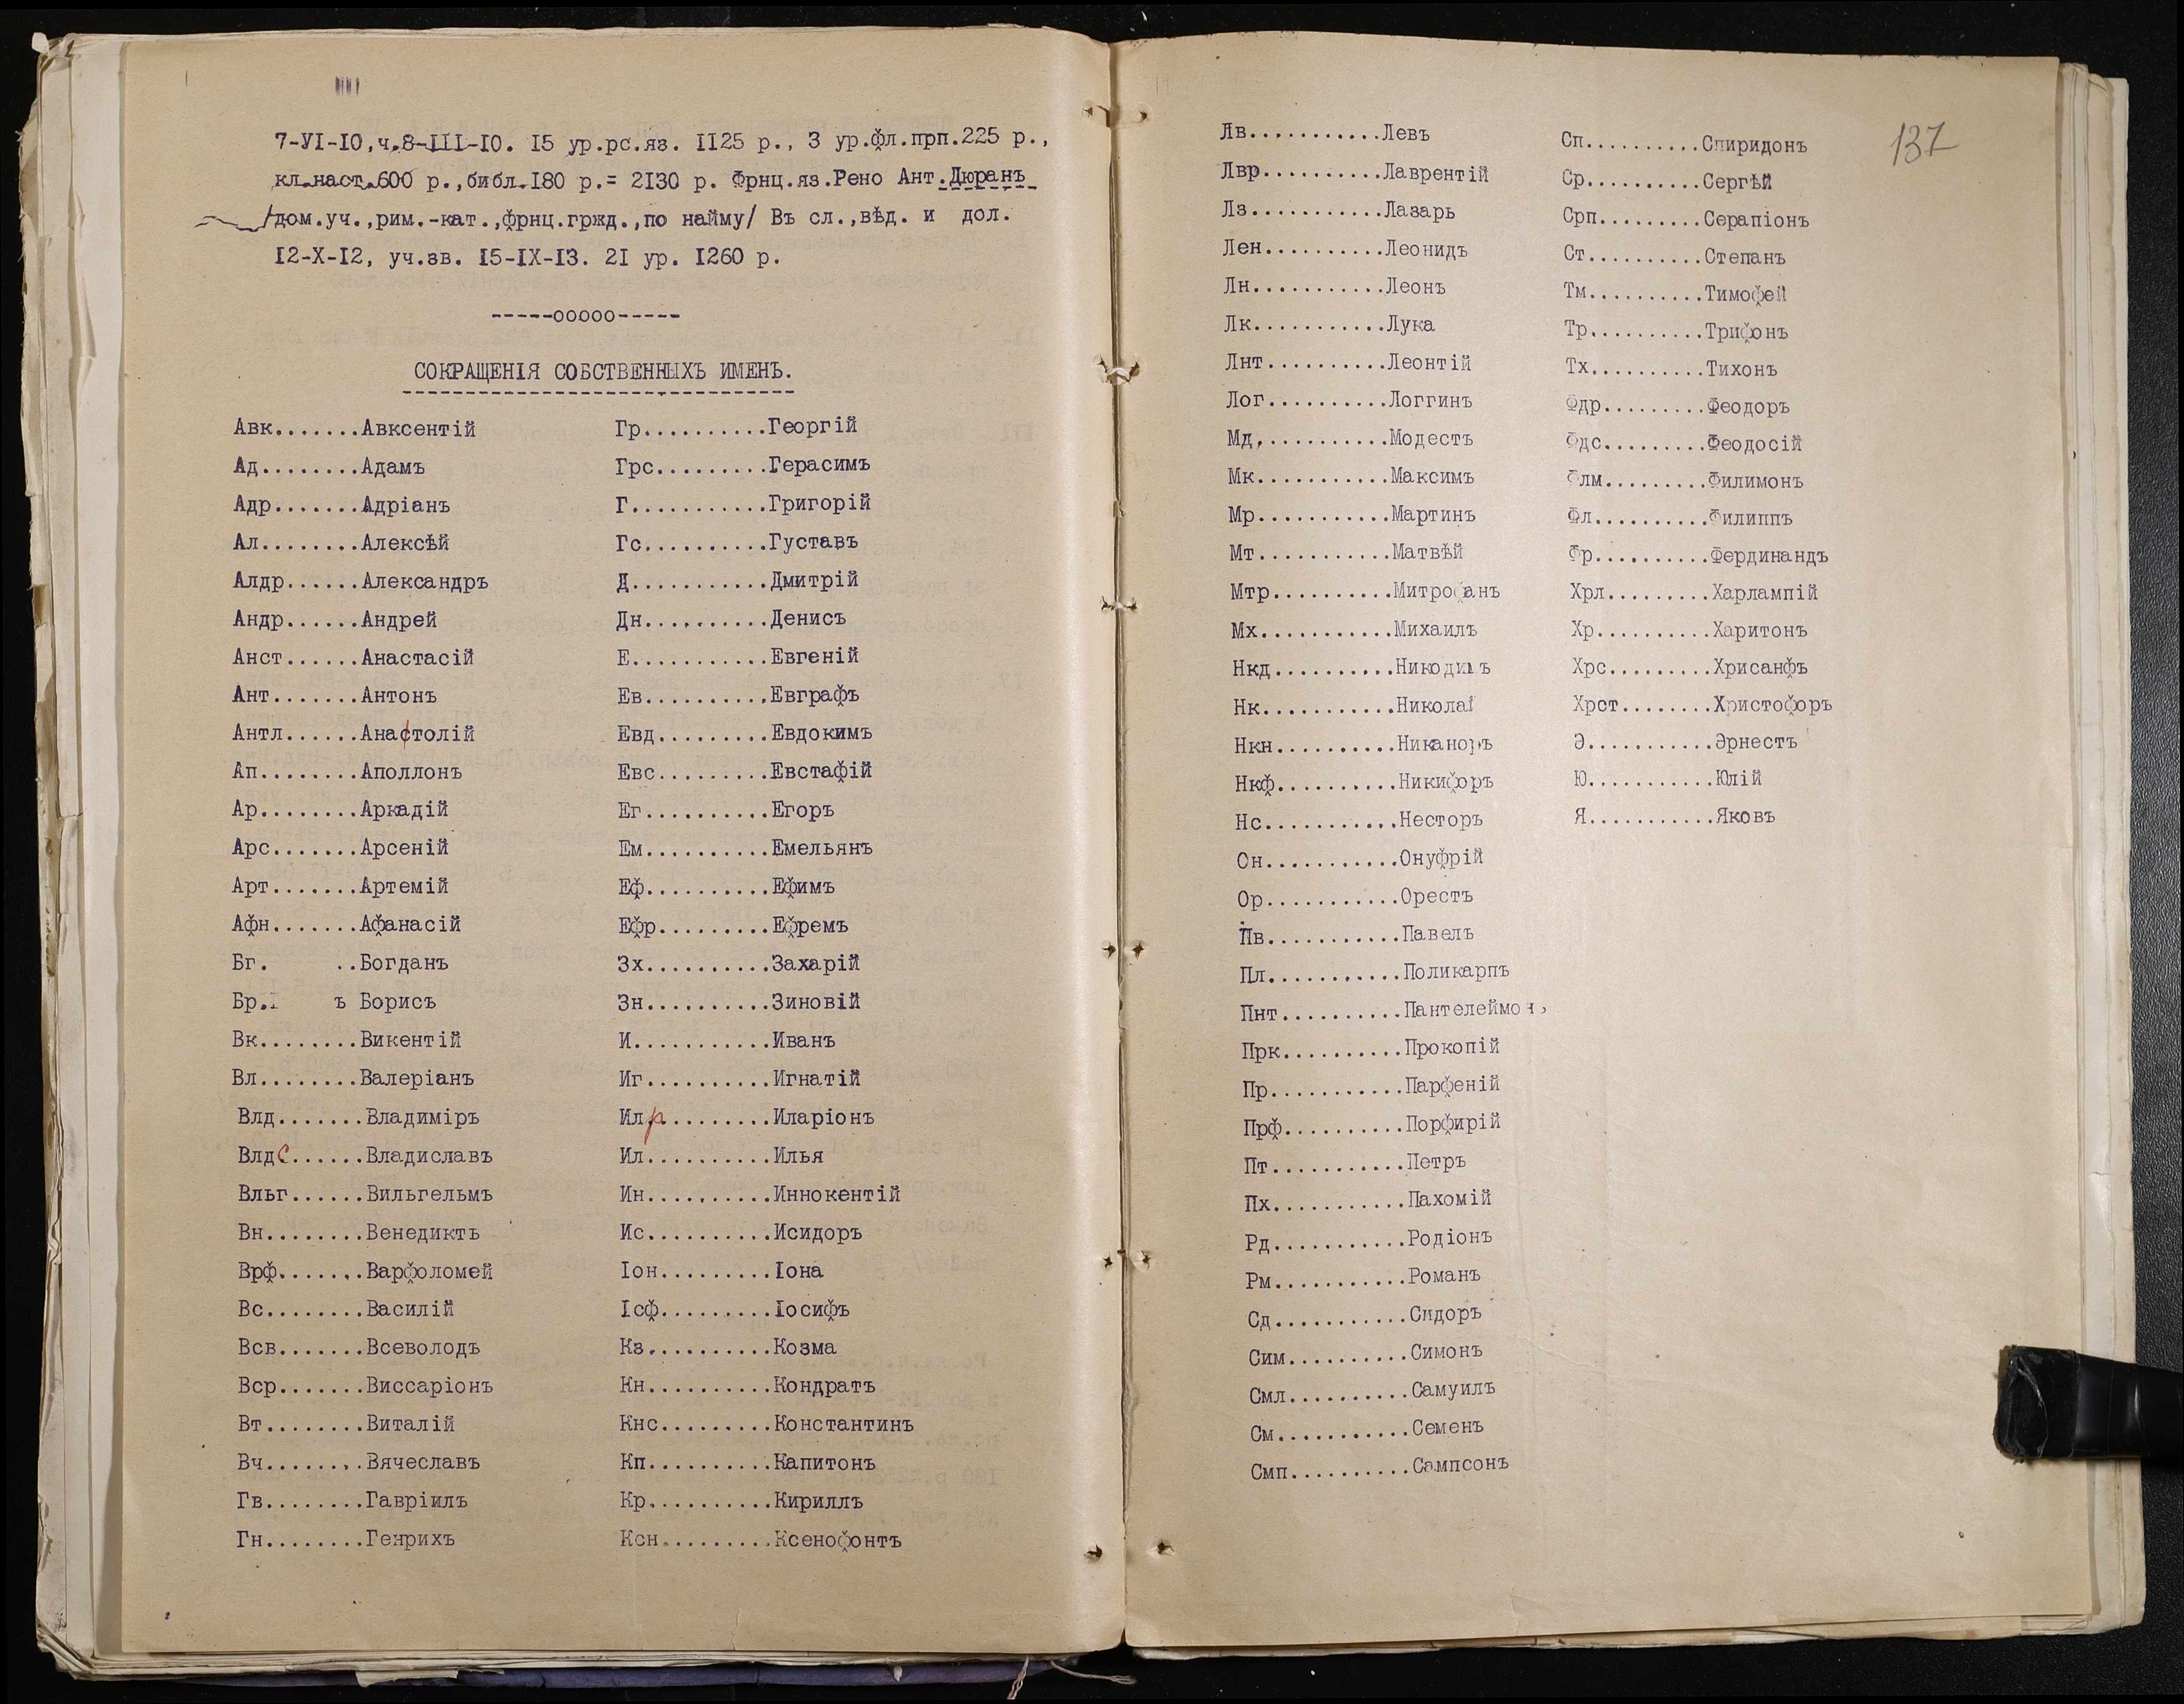 7-УІ-10,ч.8-ІІІ-10. 15 ур.рс.яз. 1125 р., 3 ур.фл.прп.225 р.,
кл.наст.600 р.,библ.180 р.= 2130 р. Фрнц.яз.Рено Ант.Дюранъ
/дом.уч.,рим.-кат.,фрнц.гржд.,по найму/ Въ сл.,вѣд. и дол.
12-Х-12, уч.зв. 15-ІХ-13. 21 ур. 1260 р.
-----ооооо-----
СОКРАЩЕНІЯ СОБСТВЕННЫХЪ ИМЕНЪ.
Авк.......Авксентій
Ад........Адамъ
Адр.......Адріанъ
Ал........Алексѣй
Алдр......Александръ
Андр......Андрей
Анст......Анастасій
Ант.......Антонъ
Антл......Анастолій
Ап........Аполлонъ
Ар........Аркадій
Арс.......Арсеній
Арт.......Артемій
Афн.......Афанасій
Бг. ..Богданъ
Бр. ъ Борисъ
Вк........Викентій
Вл........Валеріанъ
Влд.......Владиміръ
Влдс......Владиславъ
Вльг......Вильгельмъ
Вн........Венедиктъ
Врф.......Варфоломей
Вс........Василій
Всв.......Всеволодъ
Вср.......Виссаріонъ
Вт........Виталій
Вч........Вячеславъ
Гв........Гавріилъ
Гн........Генрихъ
Гр..........Георгій
Грс.........Герасимъ
Г...........Григорій
Гс..........Густавъ
Д...........Дмитрій
Дн..........Денисъ
Е...........Евгеній
Ев..........Евграфъ
Евд.........Евдокимъ
Евс.........Евстафій
Ег..........Егоръ
Ем..........Емельянъ
Еф..........Ефимъ
Ефр.........Ефремъ
Зх..........Захарій
Зн..........Зиновій
И...........Иванъ
Иг..........Игнатій
Илр.........Иларіонъ
Ил..........Илья
Ин..........Иннокентій
Ис..........Исидоръ
Іон.........Іона
Ісф.........Іосифъ
Кз..........Козма
Кн..........Кондратъ
Кнс.........Константинъ
Кп..........Капитонъ
Кр..........Кириллъ
Ксн.........Ксенофонтъ
137
Лв...........Левъ
Лвр..........Лаврентій
Лз...........Лазарь
Лен..........Леонидъ
Лн...........Леонъ
Лк...........Лука
Лнт..........Леонтій
Лог..........Логгинъ
Мд,..........Модестъ
Мк...........Максимъ
Мр...........Мартинъ
Мт...........Матвѣй
Мтр..........Митрофанъ
Мх...........Михаилъ
Нкд..........Никодимъ
Нк...........Николай
Нкн..........Никаноръ
Нкф..........Никифоръ
Нс...........Несторъ
Он...........Онуфрій
Ор...........Орестъ
Пв...........Павелъ
Пл...........Поликарпъ
Пнт..........Пантелеймонъ
Прк..........Прокопій
Пр...........Парфеній
Прф..........Порфирій
Пт...........Петръ
Пх...........Пахомій
Рд...........Родіонъ
Рм...........Романъ
Сд...........Сидоръ
Сим..........Симонъ
Смл..........Самуилъ
См...........Семенъ
Смп..........Сампсонъ
Сп..........Спиридонъ
Ср..........Сергѣй
Срп.........Серапіонъ
Ст..........Степанъ
Тм..........Тимофей
Тр..........Трифонъ
Тх..........Тихонъ
Фдр.........Феодоръ
Фдс.........Феодосій
Флм.........Филимонъ
Фл..........Филиппъ
Фр..........Фердинандъ
Хрл.........Харлампій
Хр..........Харитонъ
Хрс.........Хрисанфъ
Хрст........Христофоръ
Э...........Эрнестъ
Ю...........Юлій
Я...........Яковъ